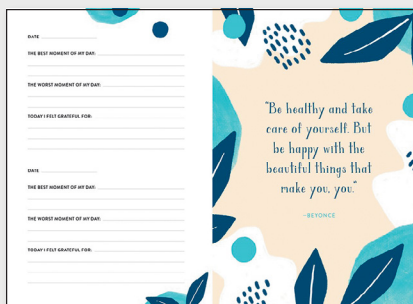 DATE
THE BEST MOMENT OF MY DAY:
THE WORST MOMENT OF MY DAY:
TODAY I FELT GRATEFUL FOR:
DATE
THE BEST MOMENT OF MY DAY:
THE WORST MOMENT OF MY DAY:
TODAY I FELT GRATEFUL FOR:
"Be healthy and take
care of yourself. But
be happy with the
beautiful things that
make you, you."
–BEYONCE